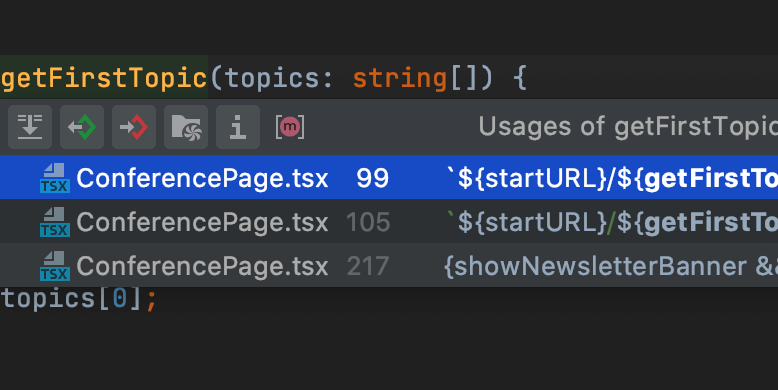 getFirstTopic(topics: string[]) {
Usages of getFirstTopic
TSX ConferencePage.tsx 99 `${startURL}/${getFirstTo
TSX ConferencePage.tsx 105 `${startURL}/${getFirstTo
TSX ConferencePage.tsx 217 {showNewsletterBanner &&
topics[0];